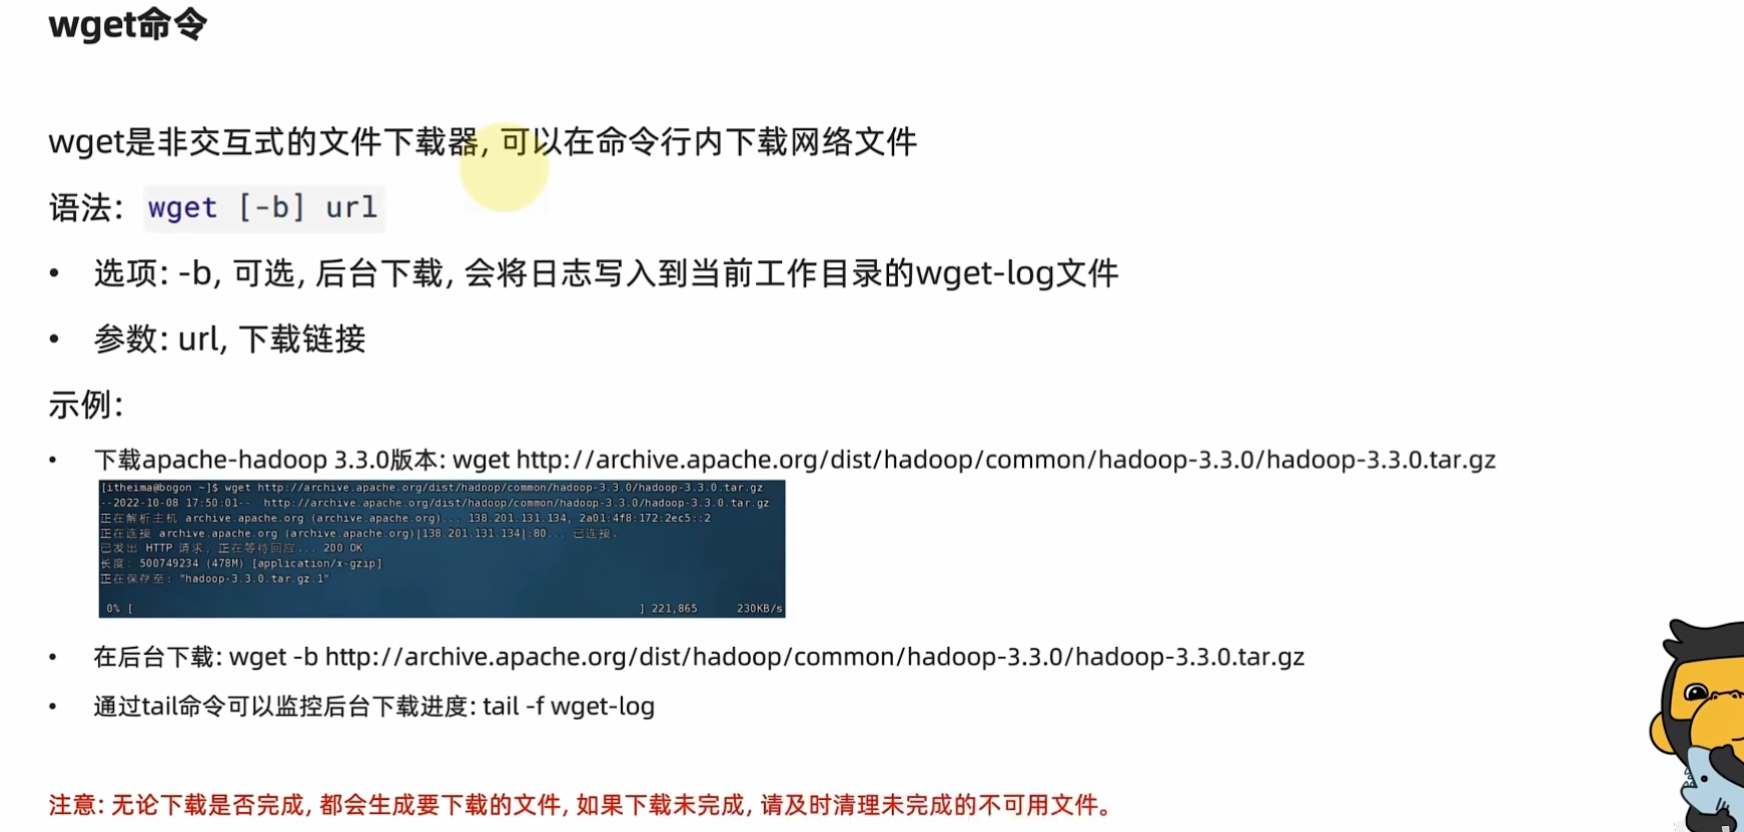 wget命令
wget是非交互式的文件下载器, 可以在命令行内下载网络文件
语法: wget [-b] url
• 选项: -b, 可选, 后台下载, 会将日志写入到当前工作目录的wget-log文件
• 参数: url, 下载链接
示例:
• 下载apache-hadoop 3.3.0版本: wget http://archive.apache.org/dist/hadoop/common/hadoop-3.3.0/hadoop-3.3.0.tar.gz
[itheima@bogon ~]$ wget http://archive.apache.org/dist/hadoop/common/hadoop-3.3.0/hadoop-3.3.0.tar.gz
--2022-10-08 17:50:01-- http://archive.apache.org/dist/hadoop/common/hadoop-3.3.0/hadoop-3.3.0.tar.gz
正在解析主机 archive.apache.org (archive.apache.org)... 138.201.131.134, 2a01:4f8:172:2ec5::2
正在连接 archive.apache.org (archive.apache.org)|138.201.131.134|:80... 已连接。
已发出 HTTP 请求，正在等待回应... 200 OK
长度：500749234 (478M) [application/x-gzip]
正在保存至: "hadoop-3.3.0.tar.gz.1"
0% [ ] 221,865 230KB/s
• 在后台下载: wget -b http://archive.apache.org/dist/hadoop/common/hadoop-3.3.0/hadoop-3.3.0.tar.gz
• 通过tail命令可以监控后台下载进度: tail -f wget-log
注意: 无论下载是否完成, 都会生成要下载的文件, 如果下载未完成, 请及时清理未完成的不可用文件。